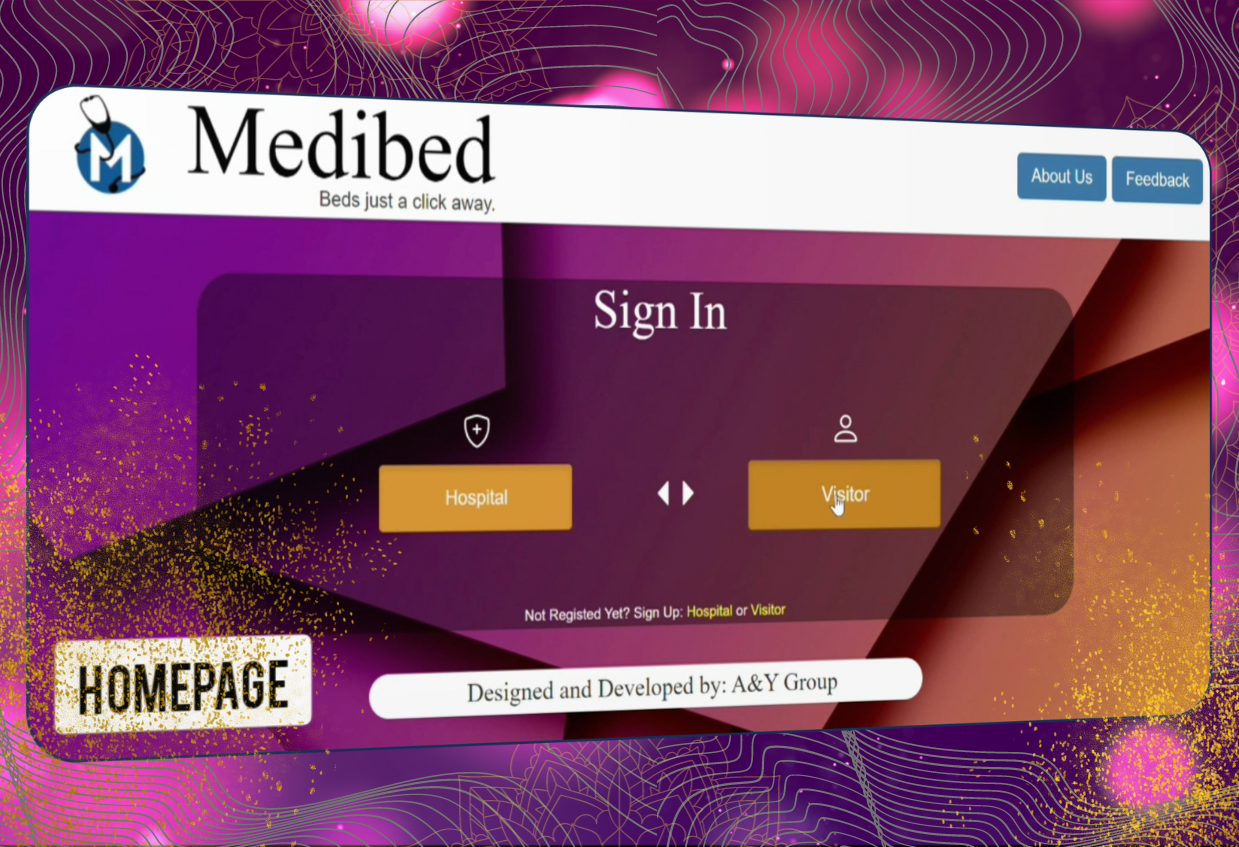 M
Medibed
Beds just a click away.
About Us
Feedback
Sign In
Hospital
Visitor
Not Registed Yet? Sign Up: Hospital or Visitor
HOMEPAGE
Designed and Developed by: A&Y Group